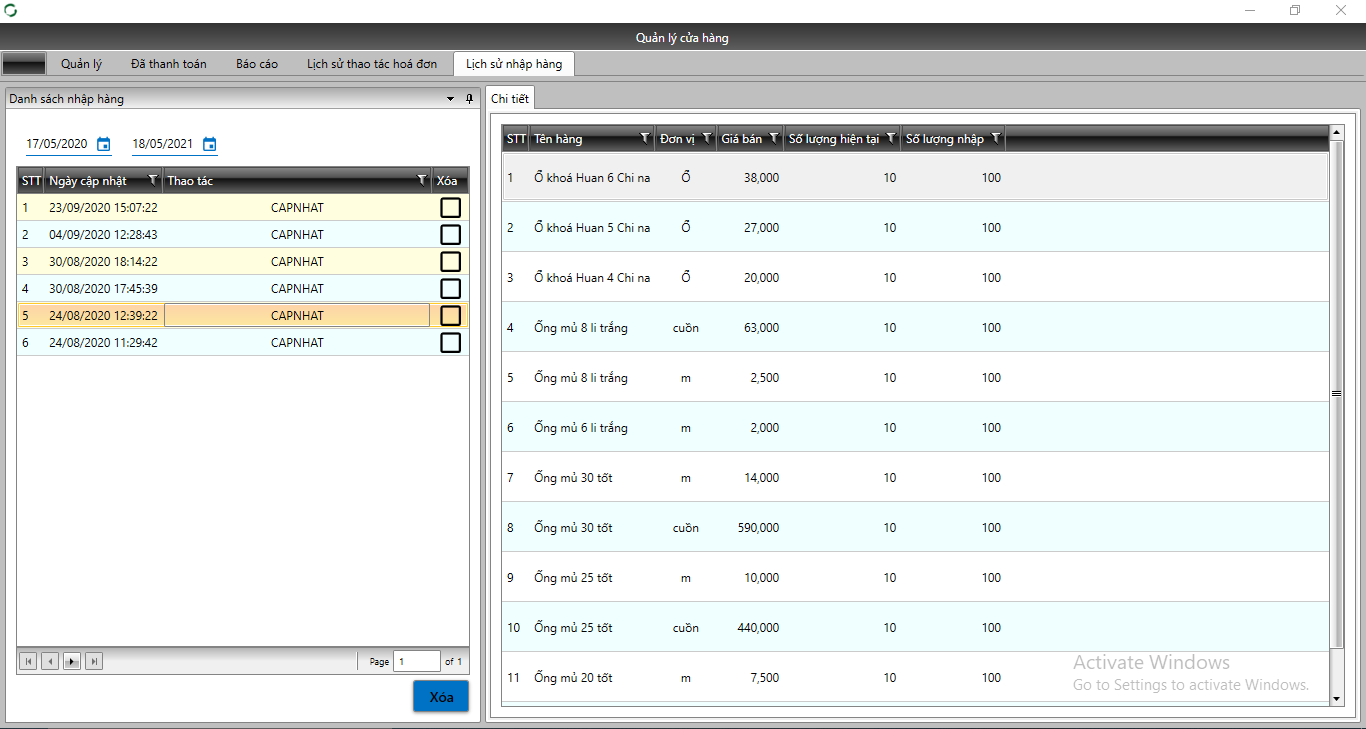 Quản lý cửa hàng
Quản lý Đã thanh toán Báo cáo Lịch sử thao tác hoá đơn Lịch sử nhập hàng
Danh sách nhập hàng
17/05/2020 18/05/2021
STT Ngày cập nhật Thao tác Xóa
1 23/09/2020 15:07:22 CAPNHAT
2 04/09/2020 12:28:43 CAPNHAT
3 30/08/2020 18:14:22 CAPNHAT
4 30/08/2020 17:45:39 CAPNHAT
5 24/08/2020 12:39:22 CAPNHAT
6 24/08/2020 11:29:42 CAPNHAT
Page 1 of 1
Xóa
Chi tiết
STT Tên hàng Đơn vị Giá bán Số lượng hiện tại Số lượng nhập
1 Ổ khoá Huan 6 Chi na Ổ 38,000 10 100
2 Ổ khoá Huan 5 Chi na Ổ 27,000 10 100
3 Ổ khoá Huan 4 Chi na Ổ 20,000 10 100
4 Ống mủ 8 li trắng cuồn 63,000 10 100
5 Ống mủ 8 li trắng m 2,500 10 100
6 Ống mủ 6 li trắng m 2,000 10 100
7 Ống mủ 30 tốt m 14,000 10 100
8 Ống mủ 30 tốt cuồn 590,000 10 100
9 Ống mủ 25 tốt m 10,000 10 100
10 Ống mủ 25 tốt cuồn 440,000 10 100
11 Ống mủ 20 tốt m 7,500 10 100
Activate Windows
Go to Settings to activate Windows.